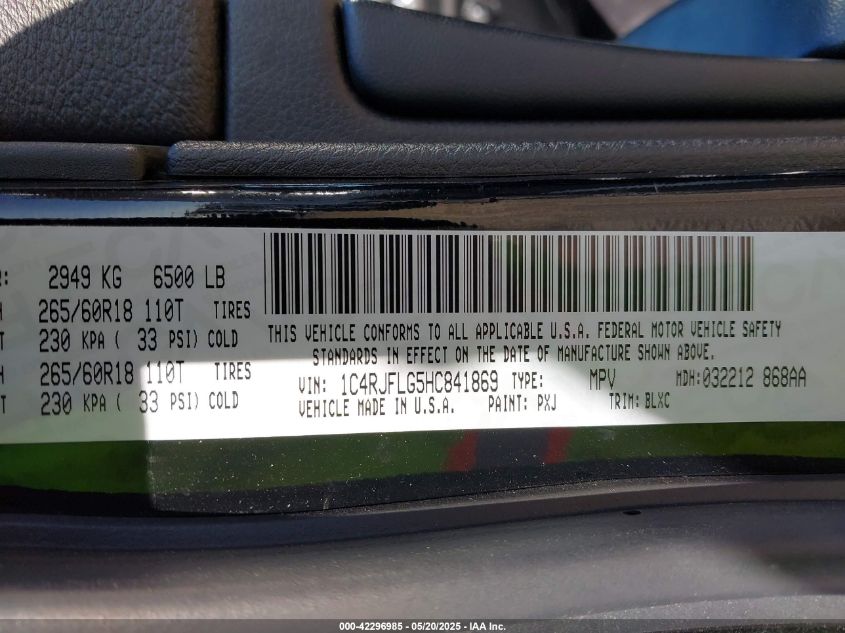 2949 KG 6500 LB
265/60R18 110T TIRES
230 KPA ( 33 PSI) COLD
265/60R18 110T TIRES
230 KPA ( 33 PSI) COLD
THIS VEHICLE CONFORMS TO ALL APPLICABLE U.S.A. FEDERAL MOTOR VEHICLE SAFETY
STANDARDS IN EFFECT ON THE DATE OF MANUFACTURE SHOWN ABOVE.
VIN: 1C4RJFLG5HC841869 TYPE: MPV MDH:032212 868AA
VEHICLE MADE IN U.S.A. PAINT: PXJ TRIM: BLXC
000-42296985 - 05/20/2025 - IAA Inc.